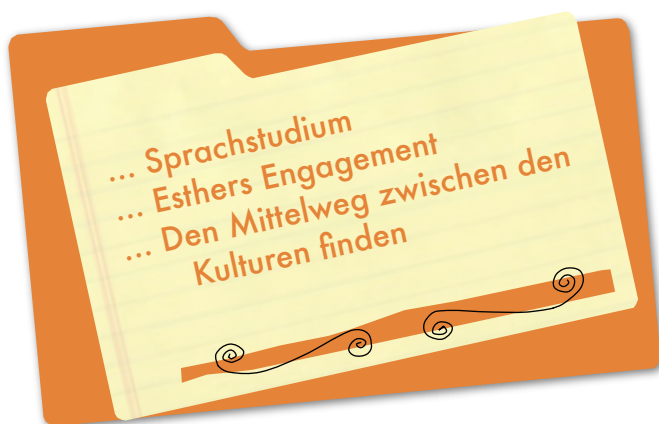 ... Sprachstudium
... Esthers Engagement
... Den Mittelweg zwischen den
Kulturen finden